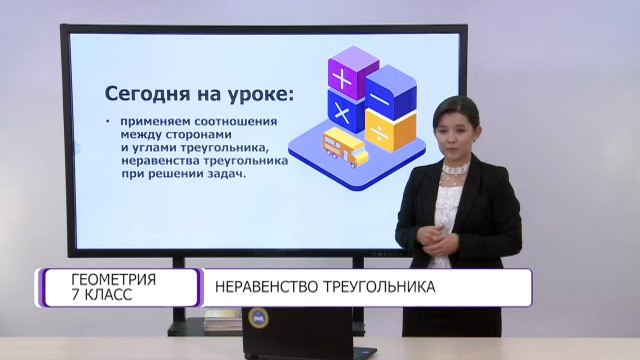 Сегодня на уроке:
• применяем соотношения
между сторонами
и углами треугольника,
неравенства треугольника
при решении задач.
ГЕОМЕТРИЯ
7 КЛАСС
НЕРАВЕНСТВО ТРЕУГОЛЬНИКА